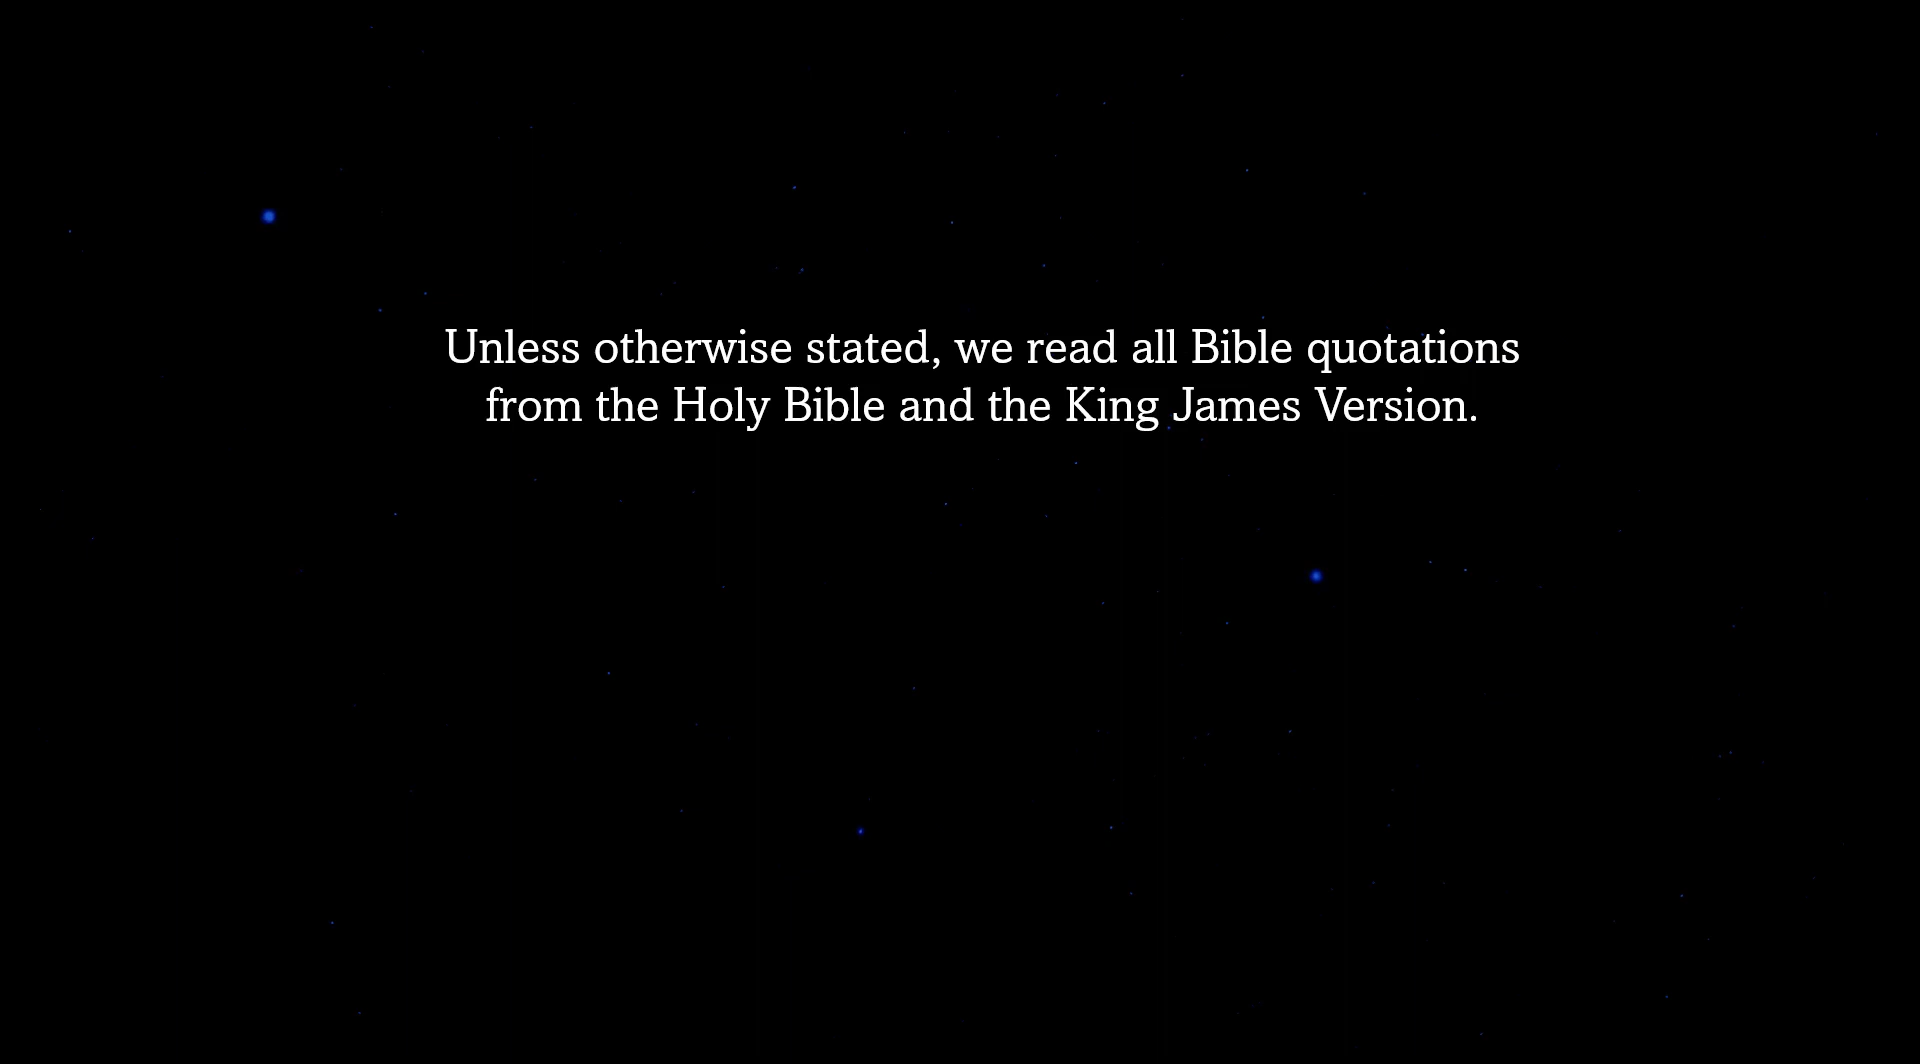 Unless otherwise stated, we read all Bible quotations
from the Holy Bible and the King James Version.